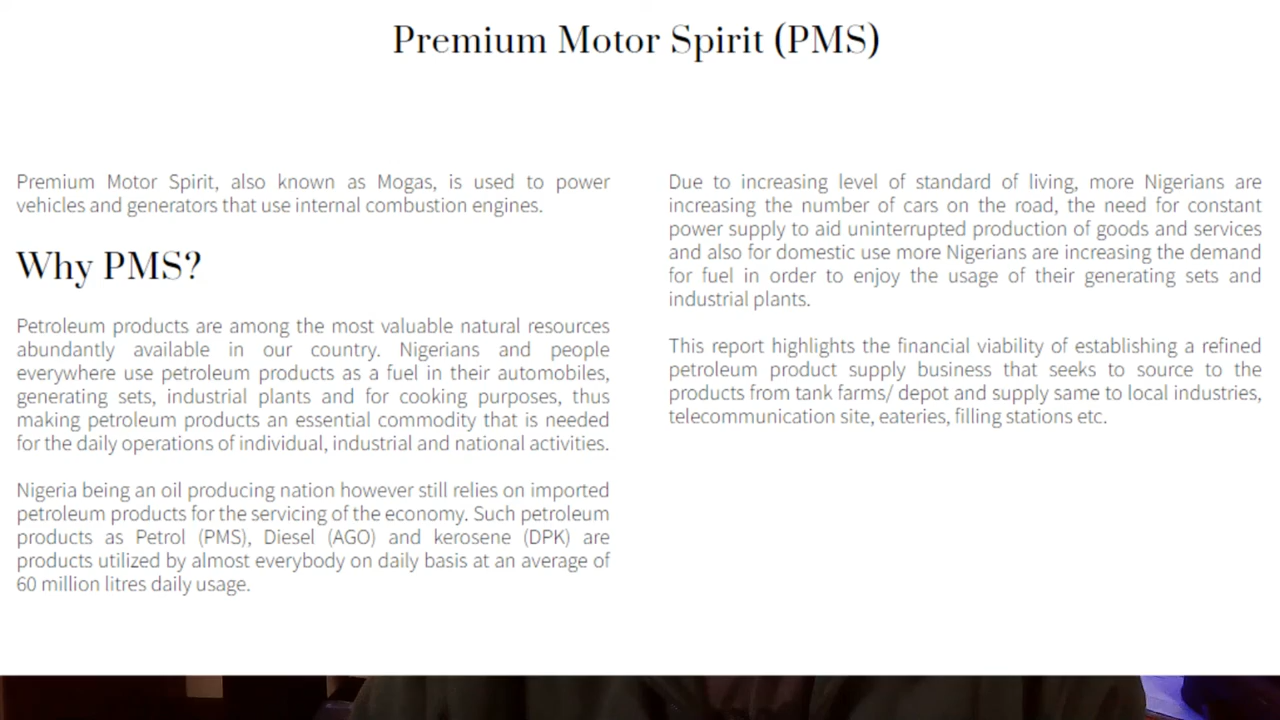 Premium Motor Spirit (PMS)
Premium Motor Spirit, also known as Mogas, is used to power
vehicles and generators that use internal combustion engines.
Why PMS?
Petroleum products are among the most valuable natural resources
abundantly available in our country. Nigerians and people
everywhere use petroleum products as a fuel in their automobiles,
generating sets, industrial plants and for cooking purposes, thus
making petroleum products an essential commodity that is needed
for the daily operations of individual, industrial and national activities.
Nigeria being an oil producing nation however still relies on imported
petroleum products for the servicing of the economy. Such petroleum
products as Petrol (PMS), Diesel (AGO) and kerosene (DPK) are
products utilized by almost everybody on daily basis at an average of
60 million litres daily usage.
Due to increasing level of standard of living, more Nigerians are
increasing the number of cars on the road, the need for constant
power supply to aid uninterrupted production of goods and services
and also for domestic use more Nigerians are increasing the demand
for fuel in order to enjoy the usage of their generating sets and
industrial plants.
This report highlights the financial viability of establishing a refined
petroleum product supply business that seeks to source to the
products from tank farms/ depot and supply same to local industries,
telecommunication site, eateries, filling stations etc.